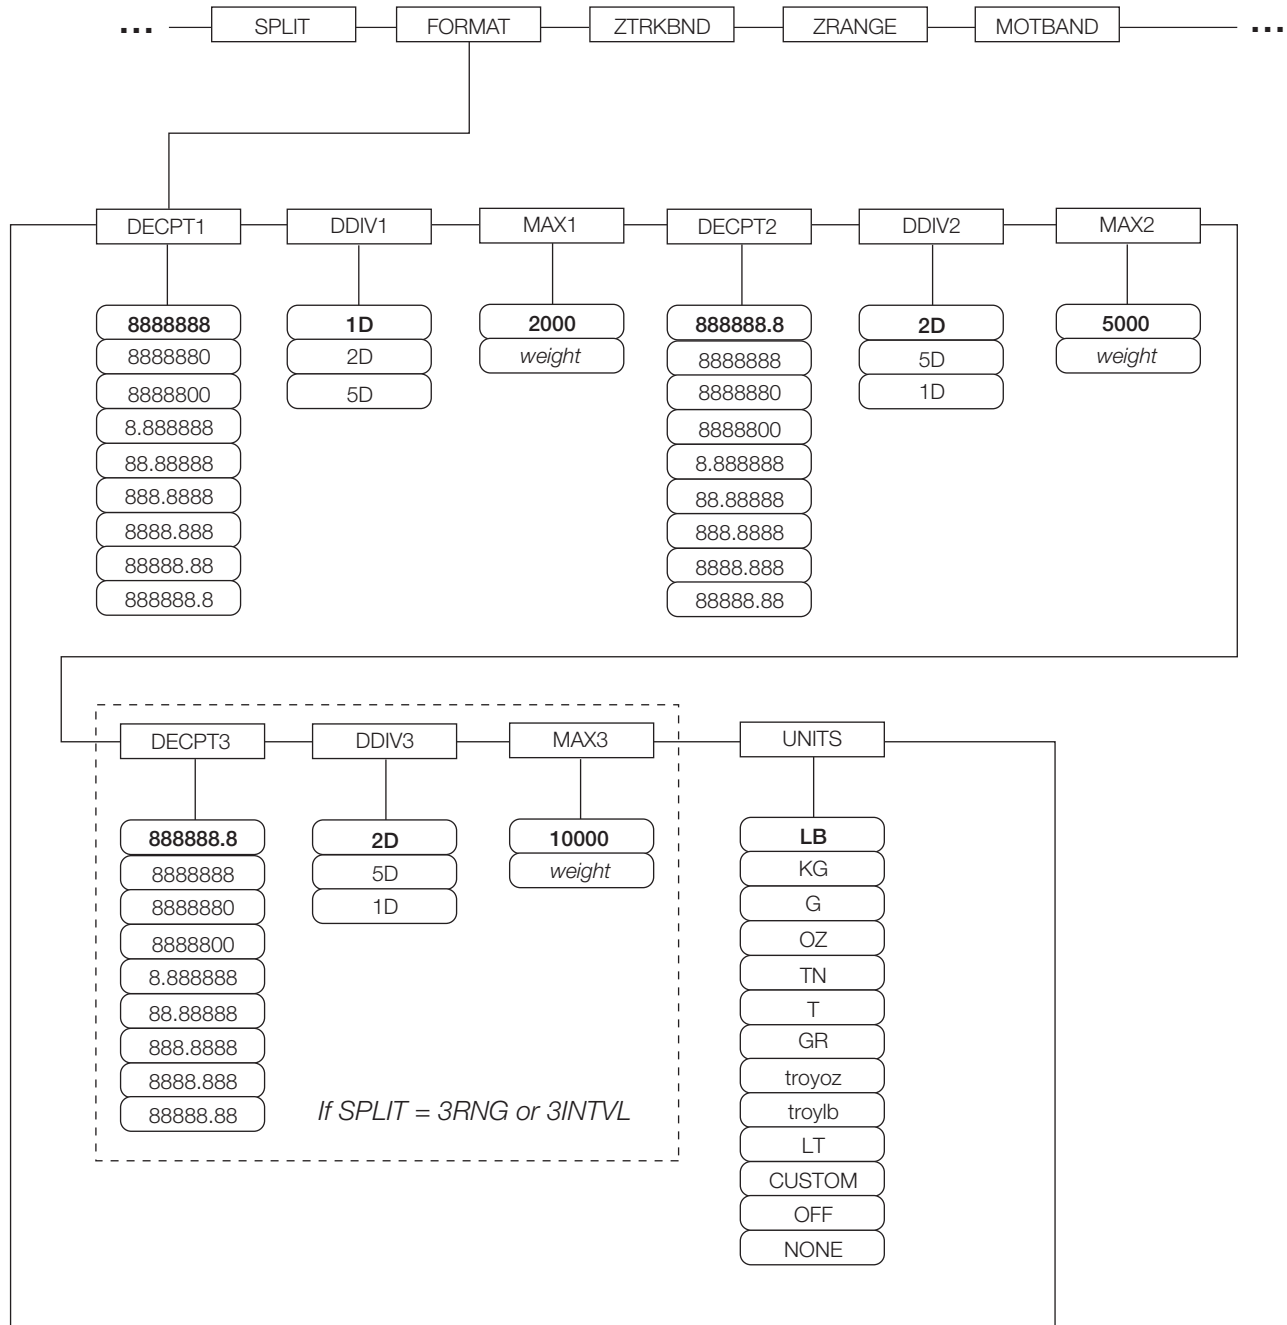 ... SPLIT FORMAT ZTRKBND ZRANGE MOTBAND ...
DECPT1 DDIV1 MAX1 DECPT2 DDIV2 MAX2
8888888 1D 2000 888888.8 2D 5000
8888880 2D weight 8888888 5D weight
8888800 5D 8888880 1D
8.888888 8888800
88.88888 8.888888
888.8888 88.88888
8888.888 888.8888
88888.88 8888.888
888888.8 88888.88
DECPT3 DDIV3 MAX3 UNITS
888888.8 2D 10000 LB
8888888 5D weight KG
8888880 1D G
8888800 OZ
8.888888 TN
88.88888 T
888.8888 GR
8888.888 troyoz
88888.88 If SPLIT = 3RNG or 3INTVL troylb
LT
CUSTOM
OFF
NONE